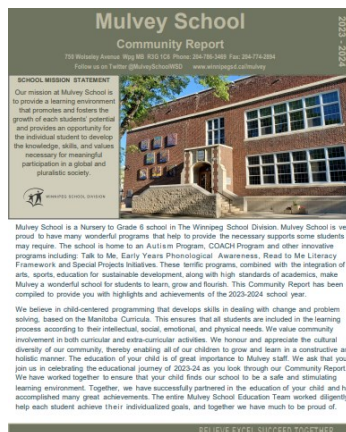 Mulvey School
Community Report
2023 - 2024
750 Wolseley Avenue Wpg MB R3G 1C6 Phone: 204-786-3469 Fax: 204-774-0994
Follow us on Twitter @MulveySchoolWSD www.winnipegsd.ca/mulvey
SCHOOL MISSION STATEMENT
Our mission at Mulvey School is
to provide a learning environment
that promotes and fosters the
growth of each students' potential
and provides an opportunity for
the individual student to develop
the knowledge, skills, and values
necessary for meaningful
participation in a global and
pluralistic society.
WINNIPEG SCHOOL DIVISION
Mulvey School is a Nursery to Grade 6 school in The Winnipeg School Division. Mulvey School is ve
proud to have many wonderful programs that help to provide the necessary supports some students
may require. The school is home to an Autism Program, COACH Program and other innovative
programs including: Talk to Me, Early Years Phonological Awareness, Read to Me Literacy
Framework and Special Projects Initiatives. These terrific programs, combined with the integration of
arts, sports, education for sustainable development, along with high standards of academics, make
Mulvey a wonderful school for students to learn, grow and flourish. This Community Report has been
compiled to provide you with highlights and achievements of the 2023-2024 school year.
We believe in child-centered programming that develops skills in dealing with change and problem
solving, based on the Manitoba Curricula. This ensures that all students are included in the learning
process according to their intellectual, social, emotional, and physical needs. We value community
involvement in both curricular and extra-curricular activities. We honour and appreciate the cultural
diversity of our community, thereby enabling all of our children to grow and learn in a constructive a
holistic manner. The education of your child is of great importance to Mulvey staff. We ask that you
join us in celebrating the educational journey of 2023-24 as you look through our Community Report
We have worked together to ensure that your child finds our school to be a safe and stimulating
learning environment. Together, we have successfully partnered in the education of your child and h
accomplished many great achievements. The entire Mulvey School Education Team worked diligentl
help each student achieve their individualized goals, and together we have much to be proud of.
BELIEVE EXCEL SUCCEED TOGETHER